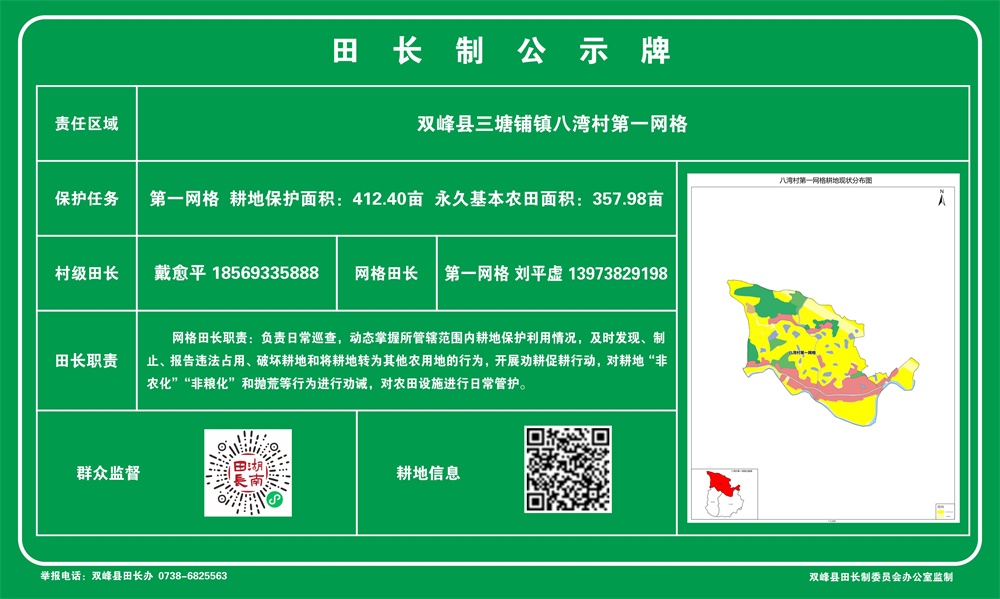 田长制公示牌
责任区域
双峰县三塘铺镇八湾村第一网格
保护任务
第一网格 耕地保护面积：412.40亩 永久基本农田面积：357.98亩
八湾村第一网格耕地现状分布图
N
八湾村第一网格
村级田长
戴愈平 18569335888
网格田长
第一网格 刘平虚 13973829198
田长职责
网格田长职责：负责日常巡查，动态掌握所管辖范围内耕地保护利用情况，及时发现、制
止、报告违法占用、破坏耕地和将耕地转为其他农用地的行为，开展劝耕促耕行动，对耕地“非
农化”“非粮化”和抛荒等行为进行劝诫，对农田设施进行日常管护。
群众监督
湖南田長
耕地信息
举报电话：双峰县田长办 0738-6825563
双峰县田长制委员会办公室监制